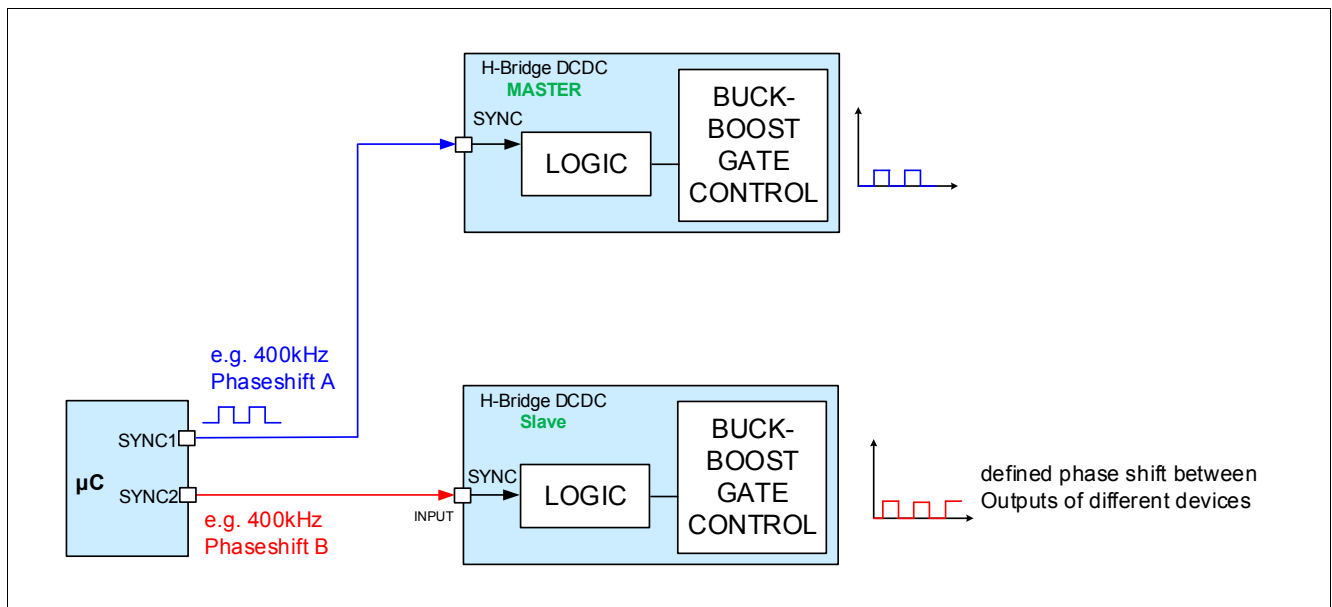 H-Bridge DCDC
MASTER
SYNC
LOGIC
BUCK-
BOOST
GATE
CONTROL
e.g. 400kHz
Phaseshift A
µC
SYNC1
SYNC2
e.g. 400kHz
Phaseshift B
INPUT
H-Bridge DCDC
Slave
SYNC
LOGIC
BUCK-
BOOST
GATE
CONTROL
defined phase shift between
Outputs of different devices